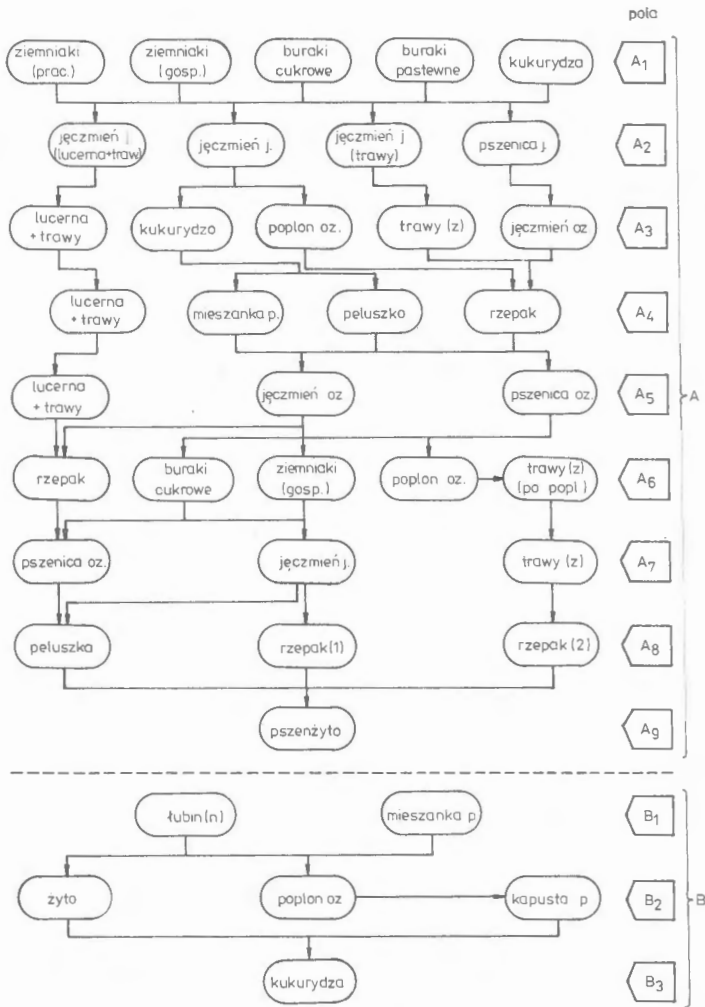 pola
ziemniaki
(prac.)
ziemniaki
(gosp.)
buraki
cukrowe
buraki
pastewne
kukurydza
A1
jęczmień j.
(lucerna+traw)
jęczmień j.
jęczmień j
(trawy)
pszenica j.
A2
lucerna
+ trawy
kukurydzo
poplon oz.
trawy (z)
jęczmień oz
A3
lucerna
+ trawy
mieszanka p.
peluszko
rzepak
A4
lucerna
+ trawy
jęczmień oz
pszenica oz.
A5
A
rzepak
buraki
cukrowe
ziemniaki
(gosp.)
poplon oz.
trawy (z)
(po popl.)
A6
pszenica oz.
jęczmień j.
trawy (z)
A7
peluszka
rzepak(1)
rzepak(2)
A8
pszenżyto
A9
łubin(n)
mieszanka p
B1
żyto
poplon oz
kapusta p
B2
B
kukurydza
B3